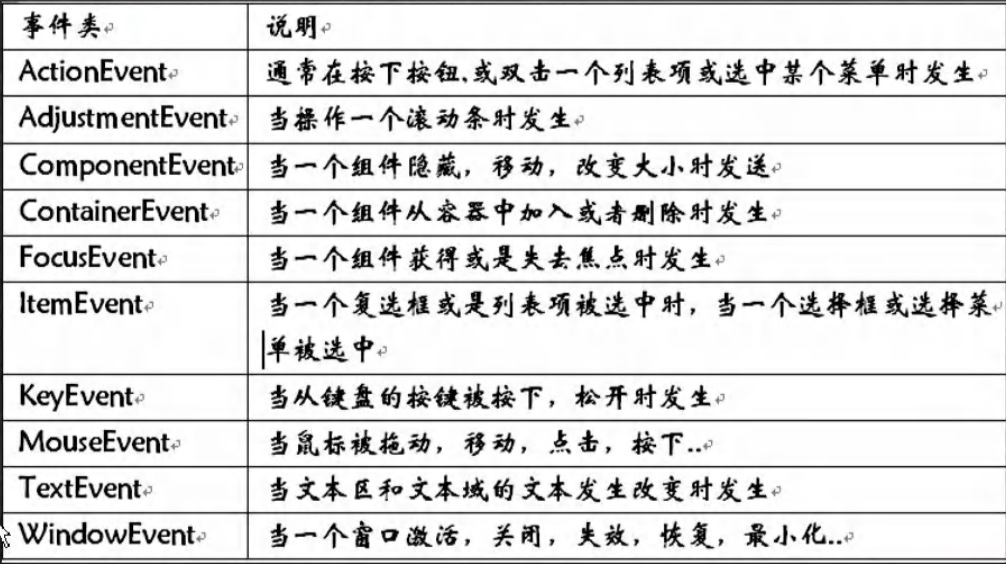 事件类 说明
ActionEvent 通常在按下按钮,或双击一个列表项或选中某个菜单时发生
AdjustmentEvent 当操作一个滚动条时发生
ComponentEvent 当一个组件隐藏，移动，改变大小时发送
ContainerEvent 当一个组件从容器中加入或者删除时发生
FocusEvent 当一个组件获得或是失去焦点时发生
ItemEvent 当一个复选框或是列表项被选中时，当一个选择框或选择菜
单被选中
KeyEvent 当从键盘的按键被按下，松开时发生
MouseEvent 当鼠标被拖动，移动，点击，按下..
TextEvent 当文本区和文本域的文本发生改变时发生
WindowEvent 当一个窗口激活，关闭，失效，恢复，最小化..